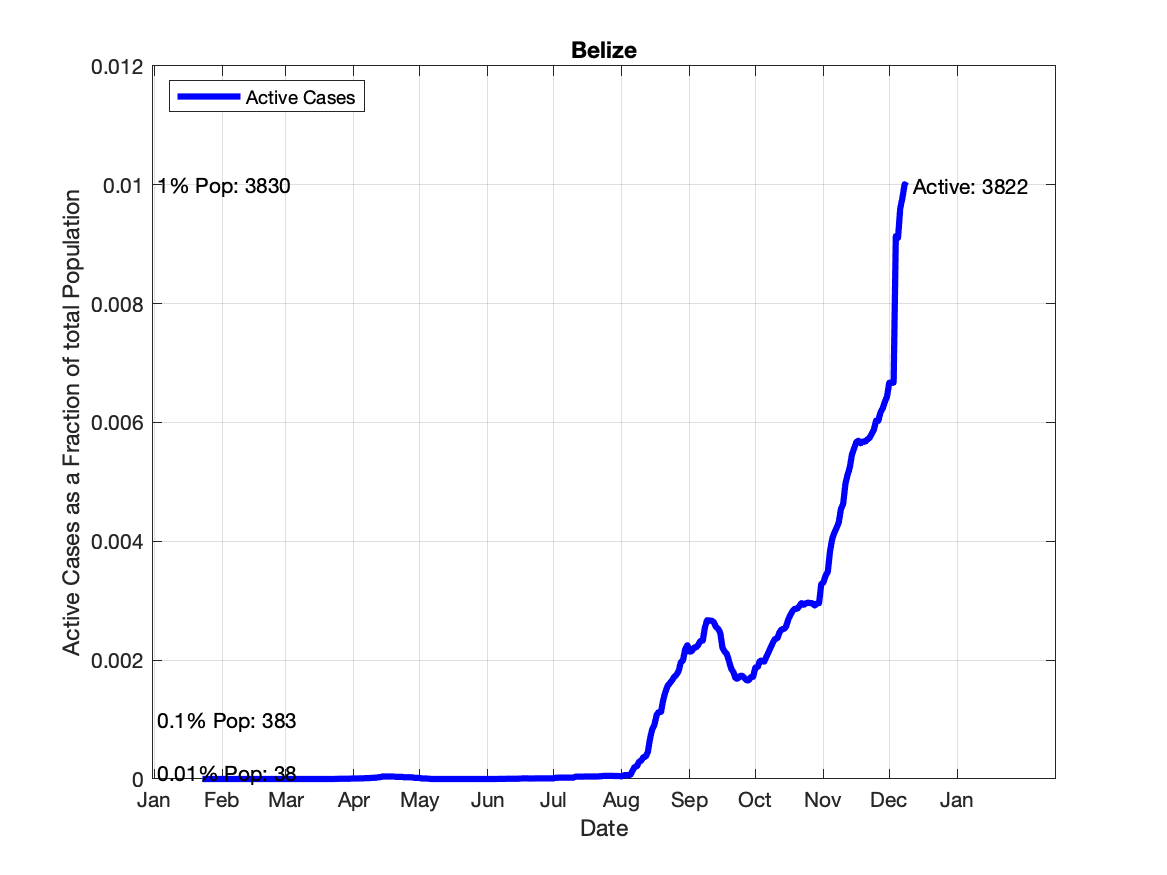 Belize
Active Cases
0.012
0.01
0.008
0.006
0.004
0.002
0
1% Pop: 3830
Active: 3822
0.1% Pop: 383
0.01% Pop: 38
Active Cases as a Fraction of total Population
Jan Feb Mar Apr May Jun Jul Aug Sep Oct Nov Dec Jan
Date